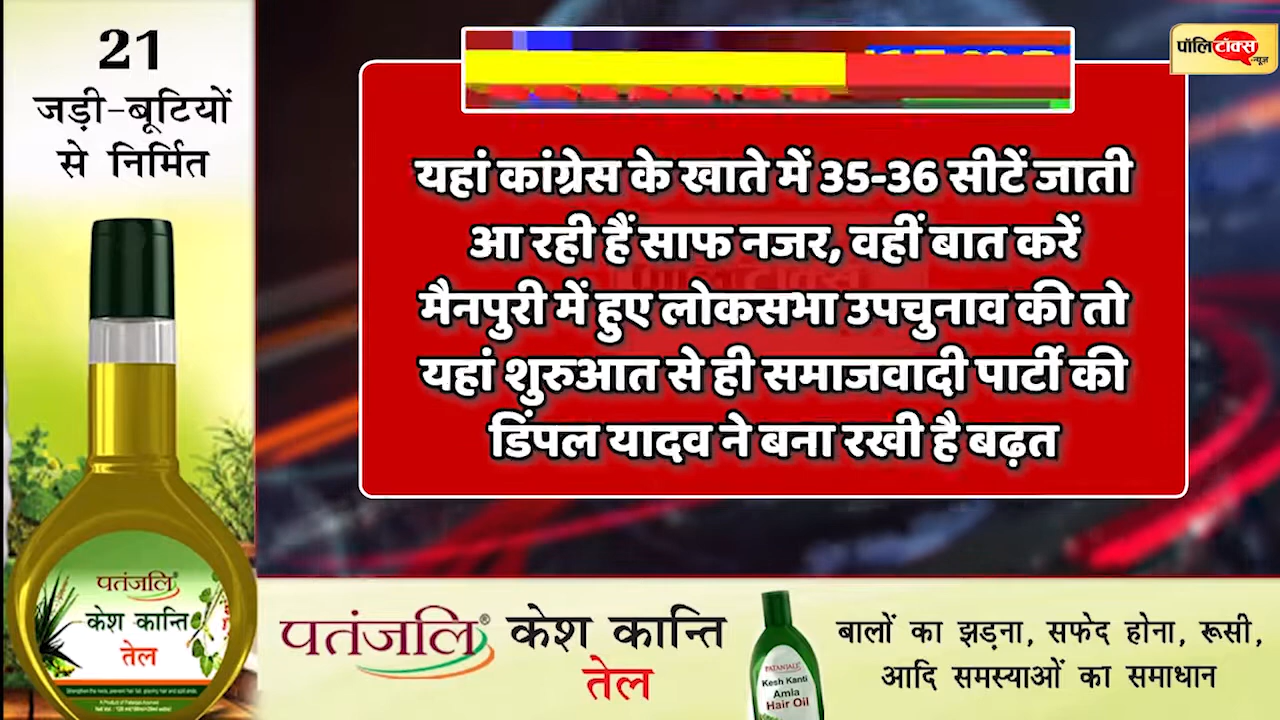 21
जड़ी-बूटियों
से निर्मित
पॉलिटॉक्स
न्यूज़
यहां कांग्रेस के खाते में 35-36 सीटें जाती
आ रही हैं साफ नजर, वहीं बात करें
मैनपुरी में हुए लोकसभा उपचुनाव की तो
यहां शुरुआत से ही समाजवादी पार्टी की
डिंपल यादव ने बना रखी है बढ़त
पतंजलि
केश कान्ति
तेल
पतंजलि® केश कान्ति
तेल
PATANJALI
Kesh Kanti
Amla
Hair Oil
बालों का झड़ना, सफेद होना, रूसी,
आदि समस्याओं का समाधान